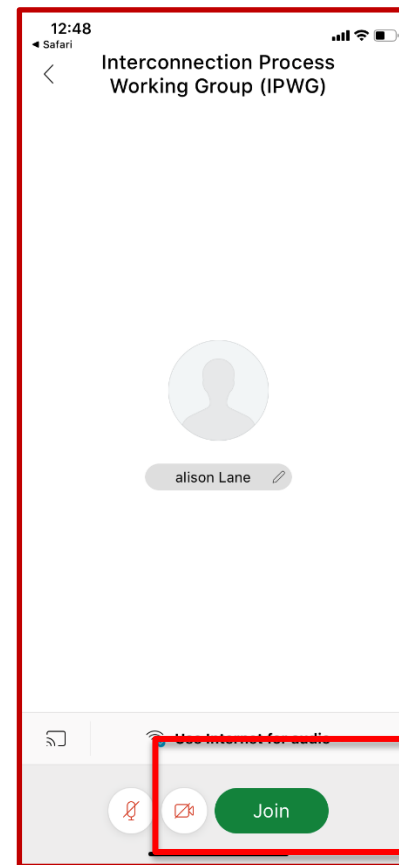 12:48
◀ Safari
Interconnection Process
Working Group (IPWG)
alison Lane
Use Internet for audio
Join